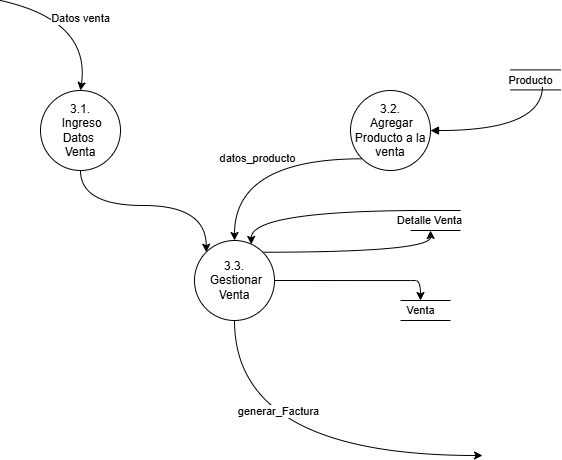 Datos venta
Producto
3.1.
Ingreso
Datos
Venta
3.2.
Agregar
Producto a la
venta
datos_producto
Detalle Venta
3.3.
Gestionar
Venta
Venta
generar_Factura